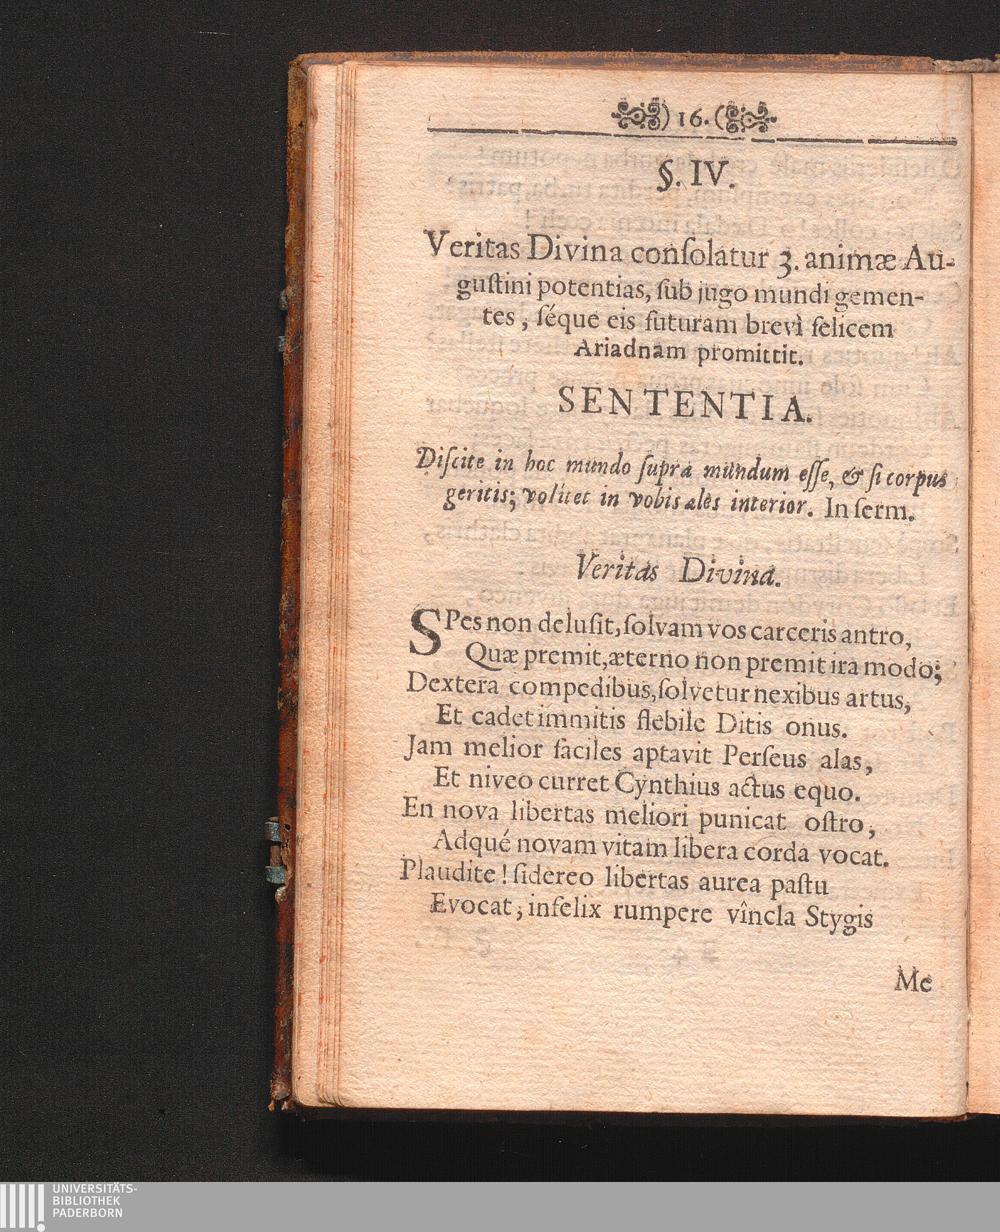 ) 16. (
§. IV.
Veritas Divina conſolatur 3. animæ Au-
guſtini potentias, ſub jugo mundi gemen-
tes, ſéque eis futuram brevì felicem
Ariadnam promittit.
SENTENTIA.
Diſcite in hoc mundo ſupra mundum eſſe, & ſi corpus
geritis; volitet in vobis ales interior. In ſerm.
Veritas Divina.
SPes non deluſit, ſolvam vos carceris antro,
Quæ premit, æterno non premit ira modo;
Dextera compedibus, ſolvetur nexibus artus,
Et cadet immitis flebile Ditis onus.
Jam melior faciles aptavit Perſeus alas,
Et niveo curret Cynthius actus equo.
En nova libertas meliori punicat oſtro,
Adqué novam vitam libera corda vocat.
Plaudite! ſidereo libertas aurea paſtu
Evocat, infelix rumpere vîncla Stygis
Me
UNIVERSITÄTS-
BIBLIOTHEK
PADERBORN